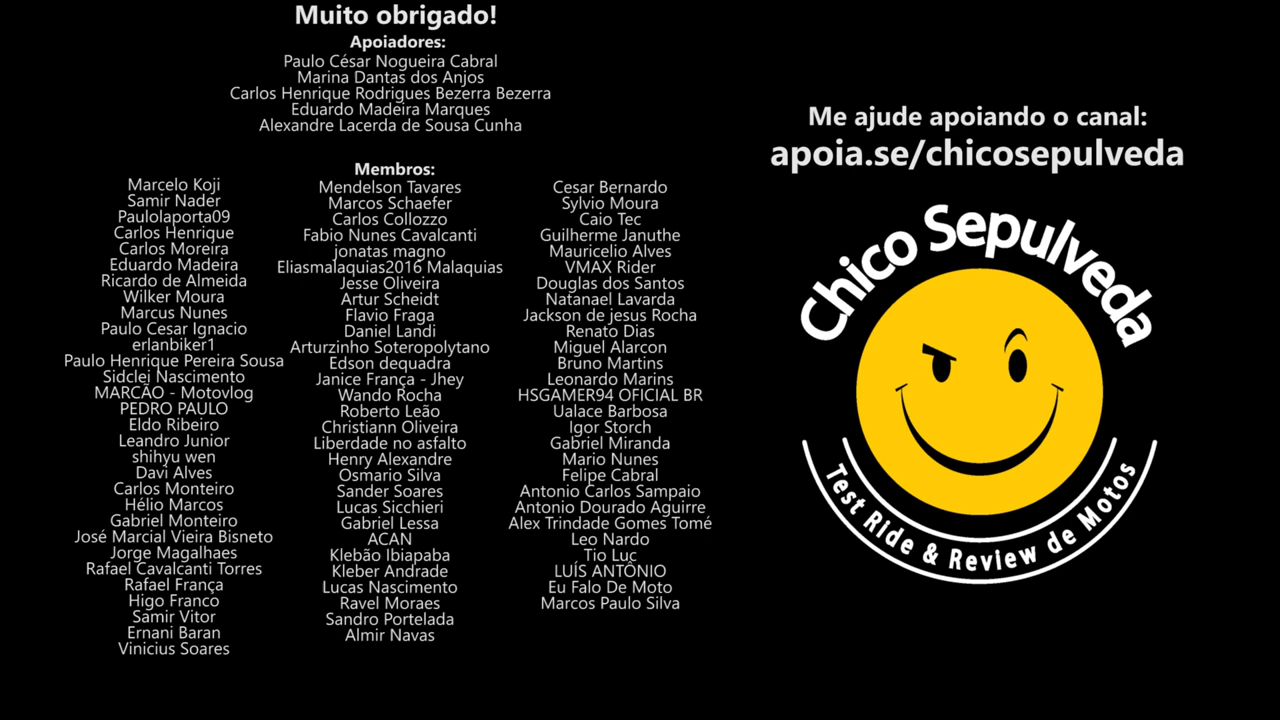 Muito obrigado!
Apoiadores:
Paulo César Nogueira Cabral
Marina Dantas dos Anjos
Carlos Henrique Rodrigues Bezerra Bezerra
Eduardo Madeira Marques
Alexandre Lacerda de Sousa Cunha
Membros:
Marcelo Koji
Samir Nader
Paulolaporta09
Carlos Henrique
Carlos Moreira
Eduardo Madeira
Ricardo de Almeida
Wilker Moura
Marcus Nunes
Paulo Cesar Ignacio
erlanbiker1
Paulo Henrique Pereira Sousa
Sidclei Nascimento
MARCÃO - Motovlog
PEDRO PAULO
Eldo Ribeiro
Leandro Junior
shihyu wen
Davi Alves
Carlos Monteiro
Hélio Marcos
Gabriel Monteiro
José Marcial Vieira Bisneto
Jorge Magalhaes
Rafael Cavalcanti Torres
Rafael França
Higo Franco
Samir Vitor
Ernani Baran
Vinicius Soares
Mendelson Tavares
Marcos Schaefer
Carlos Collozzo
Fabio Nunes Cavalcanti
jonatas magno
Eliasmalaquias2016 Malaquias
Jesse Oliveira
Artur Scheidt
Flavio Fraga
Daniel Landi
Arturzinho Soteropolytano
Edson dequadra
Janice França - Jhey
Wando Rocha
Roberto Leão
Christiann Oliveira
Liberdade no asfalto
Henry Alexandre
Osmario Silva
Sander Soares
Lucas Sicchieri
Gabriel Lessa
ACAN
Klebão Ibiapaba
Kleber Andrade
Lucas Nascimento
Ravel Moraes
Sandro Portelada
Almir Navas
Cesar Bernardo
Sylvio Moura
Caio Tec
Guilherme Januthe
Mauricelio Alves
VMAX Rider
Douglas dos Santos
Natanael Lavarda
Jackson de jesus Rocha
Renato Dias
Miguel Alarcon
Bruno Martins
Leonardo Marins
HSGAMER94 OFICIAL BR
Ualace Barbosa
Igor Storch
Gabriel Miranda
Mario Nunes
Felipe Cabral
Antonio Carlos Sampaio
Antonio Dourado Aguirre
Alex Trindade Gomes Tomé
Leo Nardo
Tio Luc
LUÍS ANTÔNIO
Eu Falo De Moto
Marcos Paulo Silva
Me ajude apoiando o canal:
apoia.se/chicosepulveda
Chico Sepulveda
Test Ride & Review de Motos